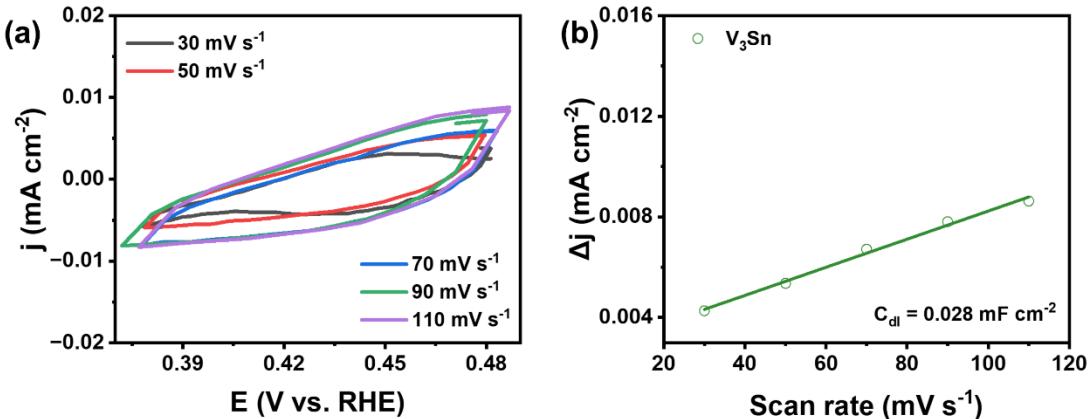 (a)
30 mV s⁻¹
50 mV s⁻¹
70 mV s⁻¹
90 mV s⁻¹
110 mV s⁻¹
j (mA cm⁻²)
0.02
0.01
0.00
−0.01
−0.02
0.39 0.42 0.45 0.48
E (V vs. RHE)
(b)
V₃Sn
Δj (mA cm⁻²)
0.016
0.012
0.008
0.004
C_dl = 0.028 mF cm⁻²
20 40 60 80 100 120
Scan rate (mV s⁻¹)